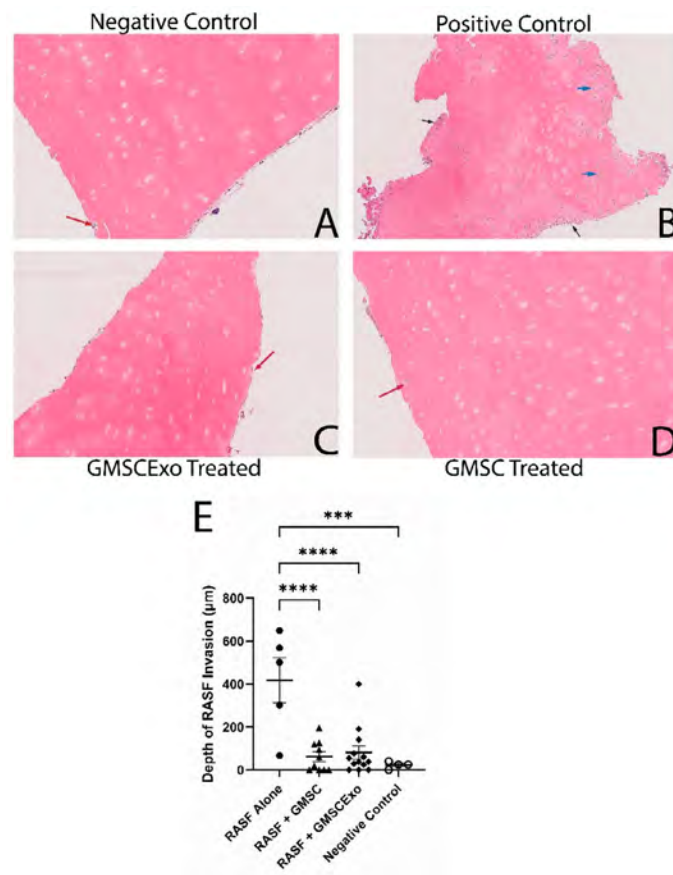 Negative Control
Positive Control
A
B
C
D
GMSCExo Treated
GMSC Treated
E
***
****
****
Depth of RASF Invasion (µm)
800
600
400
200
0
RASF Alone
RASF + GMSC
RASF + GMSCExo
Negative Control